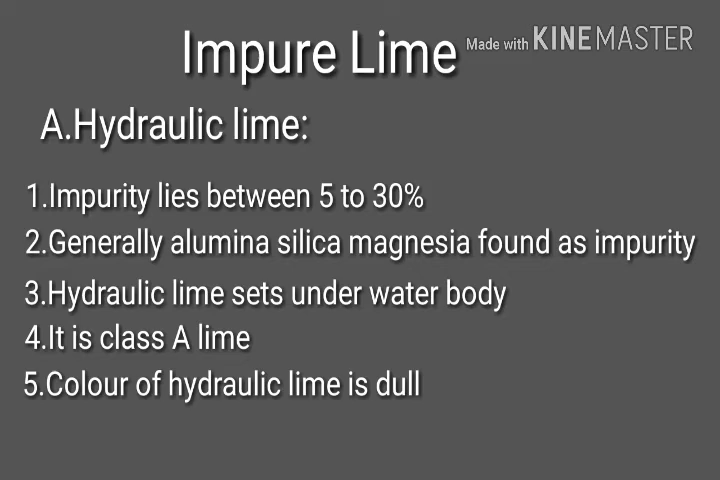 Impure Lime
Made with KINEMASTER
A.Hydraulic lime:
1.Impurity lies between 5 to 30%
2.Generally alumina silica magnesia found as impurity
3.Hydraulic lime sets under water body
4.It is class A lime
5.Colour of hydraulic lime is dull